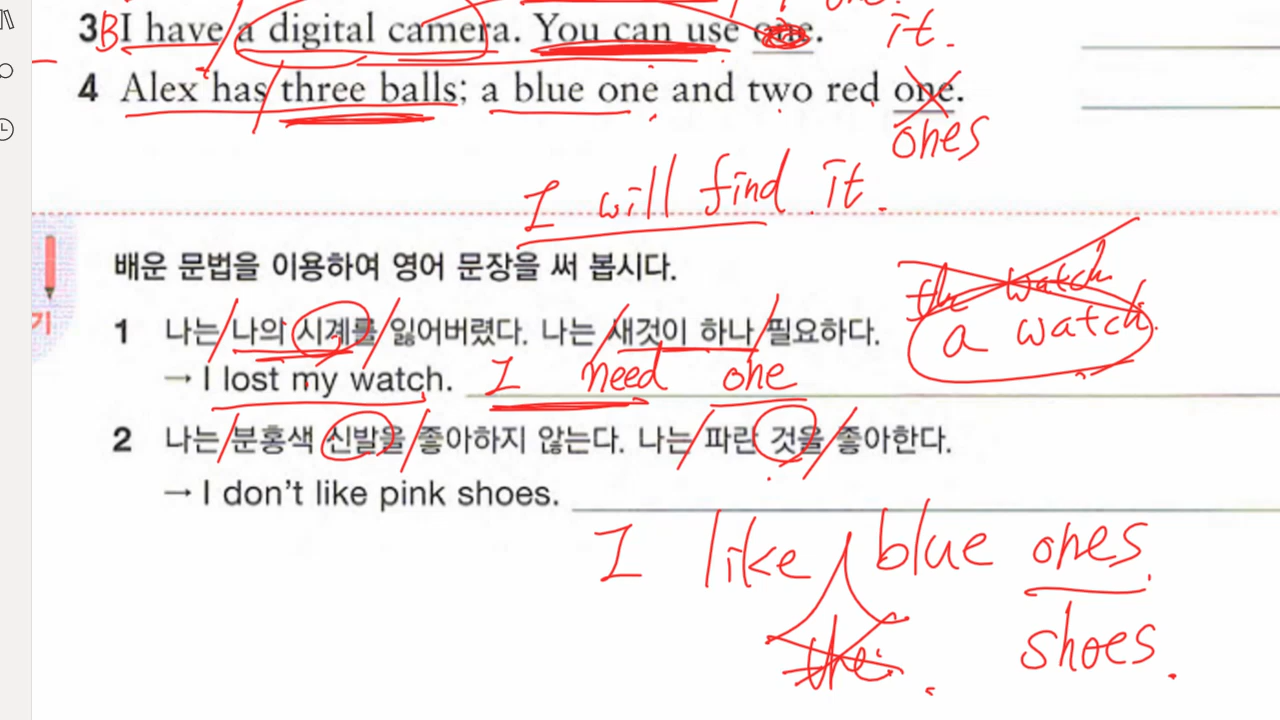 one.
3 I have a digital camera. You can use one. it.
4 Alex has three balls; a blue one and two red one.
ones
I will find it.
배운 문법을 이용하여 영어 문장을 써 봅시다.
the watch
a watch.
1 나는 나의 시계를 잃어버렸다. 나는 새것이 하나 필요하다.
→ I lost my watch. I need one
2 나는 분홍색 신발을 좋아하지 않는다. 나는 파란 것을 좋아한다.
→ I don't like pink shoes.
I like blue ones.
the shoes.